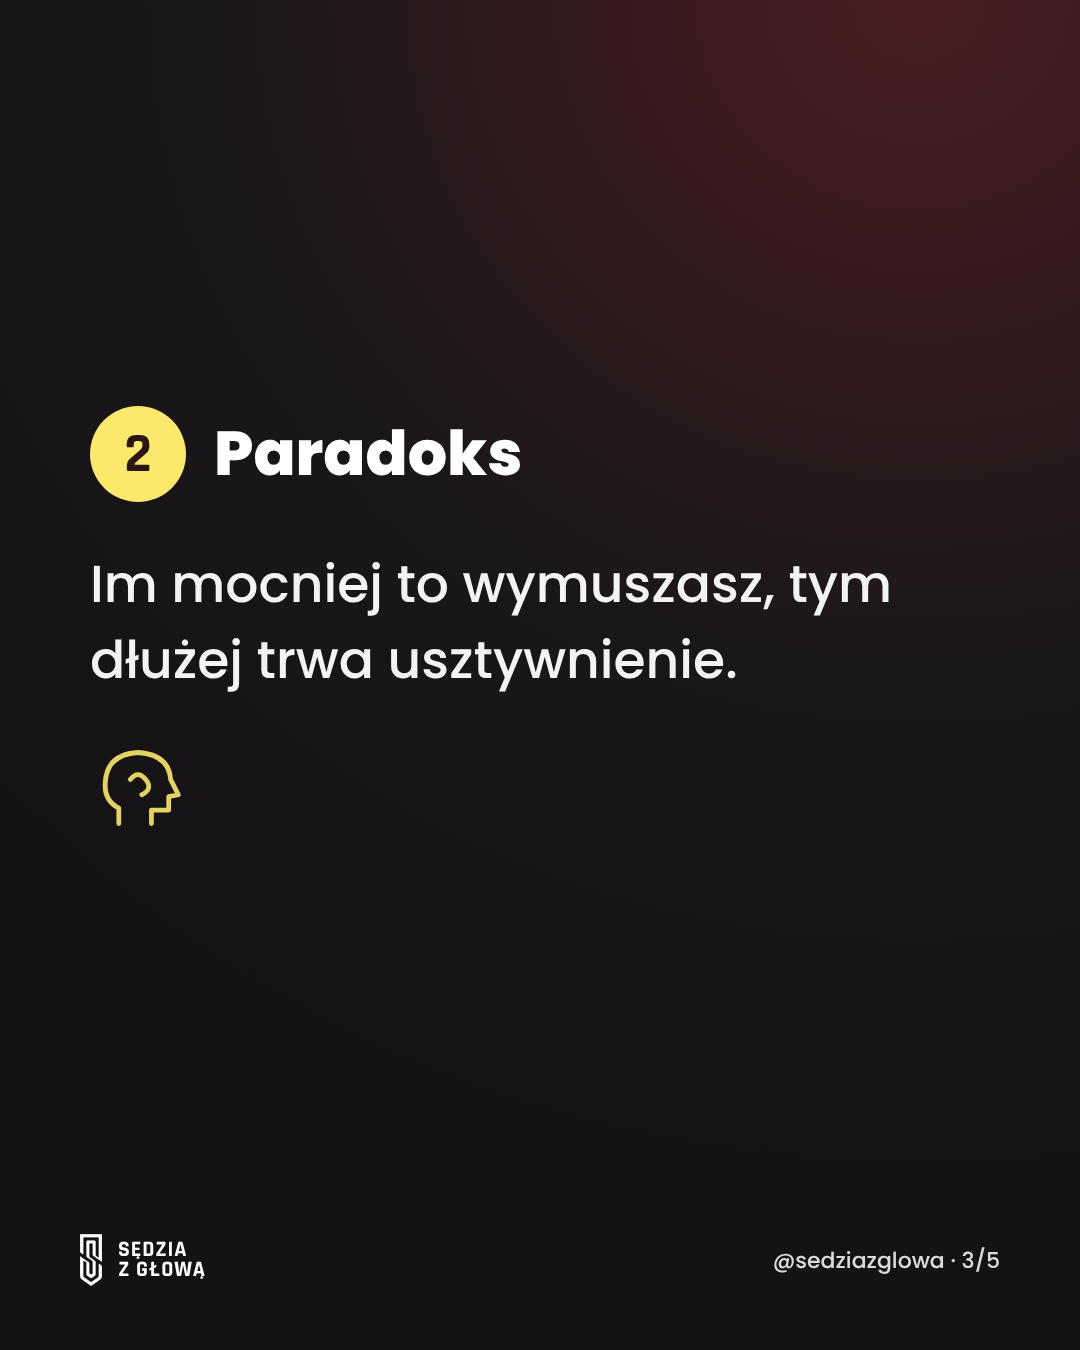 2 Paradoks
Im mocniej to wymuszasz, tym
dłużej trwa usztywnienie.
SĘDZIA
Z GŁOWĄ
@sedziazglowa · 3/5